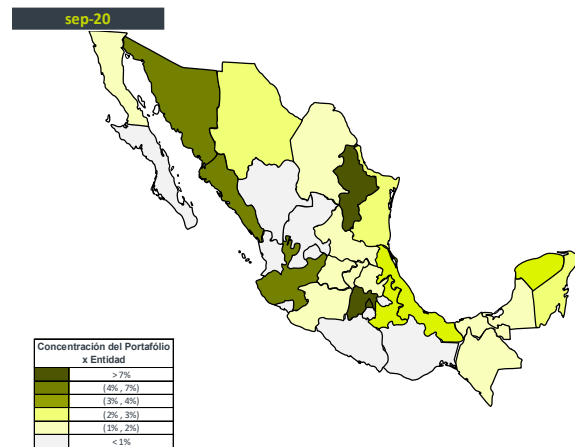 sep-20
Concentración del Portafólio
x Entidad
>7%
(4% , 7%)
(3% , 4%)
(2% , 3%)
(1% , 2%)
<1%